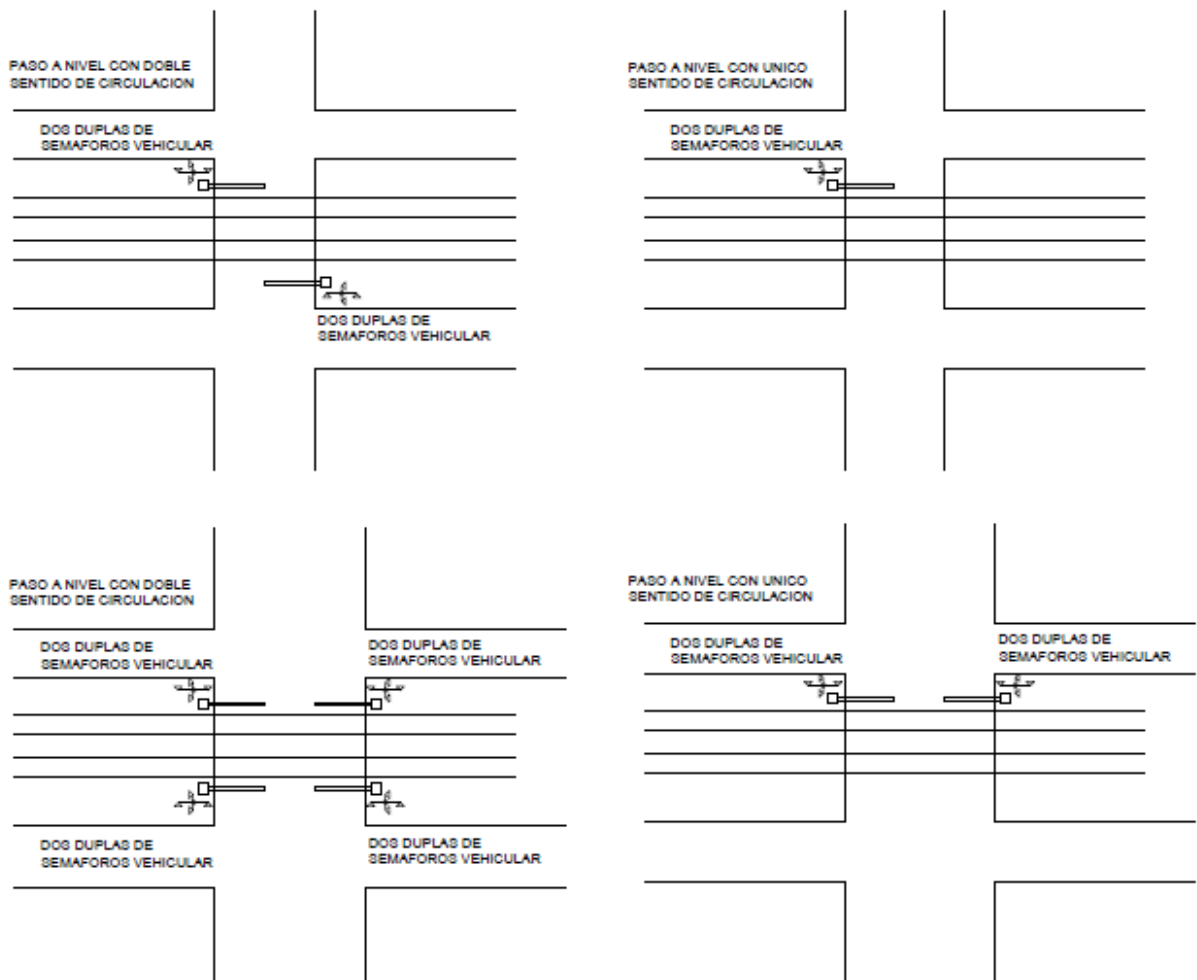 PASO A NIVEL CON DOBLE
SENTIDO DE CIRCULACION
DOS DUPLAS DE
SEMAFOROS VEHICULAR
DOS DUPLAS DE
SEMAFOROS VEHICULAR
PASO A NIVEL CON UNICO
SENTIDO DE CIRCULACION
DOS DUPLAS DE
SEMAFOROS VEHICULAR
PASO A NIVEL CON DOBLE
SENTIDO DE CIRCULACION
DOS DUPLAS DE
SEMAFOROS VEHICULAR
DOS DUPLAS DE
SEMAFOROS VEHICULAR
DOS DUPLAS DE
SEMAFOROS VEHICULAR
DOS DUPLAS DE
SEMAFOROS VEHICULAR
PASO A NIVEL CON UNICO
SENTIDO DE CIRCULACION
DOS DUPLAS DE
SEMAFOROS VEHICULAR
DOS DUPLAS DE
SEMAFOROS VEHICULAR